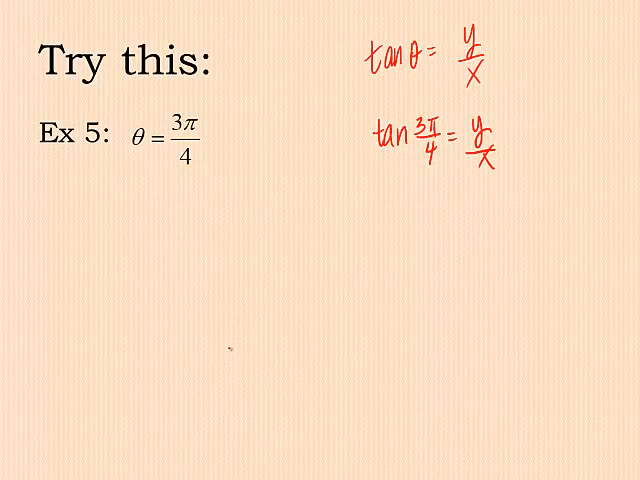 Try this:
tan θ = y/x
Ex 5: θ = 3π/4
tan 3π/4 = y/x